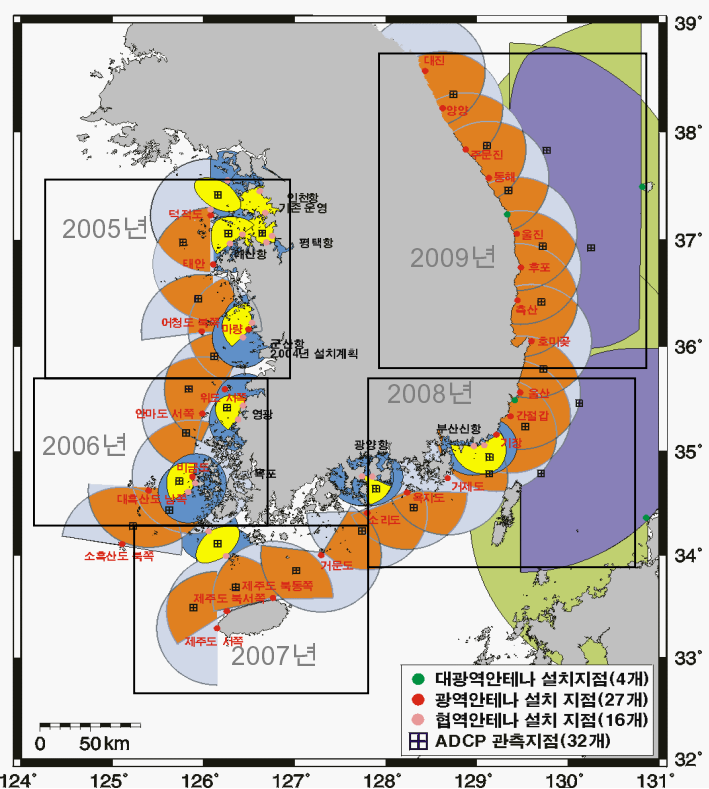 39°
대진
양양
38°
주문진
동해
인천항
기존 운영
2005년
덕적도
울진
평택항
37°
대산항
2009년
태안
후포
축산
어청도 북쪽
마량
군산항
호미곶
2004년 설치계획
36°
2008년
위도 서쪽
울산
안마도 서쪽
영광
간절갑
부산신항
기장
2006년
광양항
35°
미금도
목포
거제도
대흑산도 남쪽
욕지도
소리도
소흑산도 북쪽
34°
거문도
제주도 북동쪽
제주도 북서쪽
제주도 서쪽
2007년
33°
대광역안테나 설치지점(4개)
광역안테나 설치 지점(27개)
협역안테나 설치 지점(16개)
ADCP 관측지점(32개)
0 50 km
32°
124° 125° 126° 127° 128° 129° 130° 131°